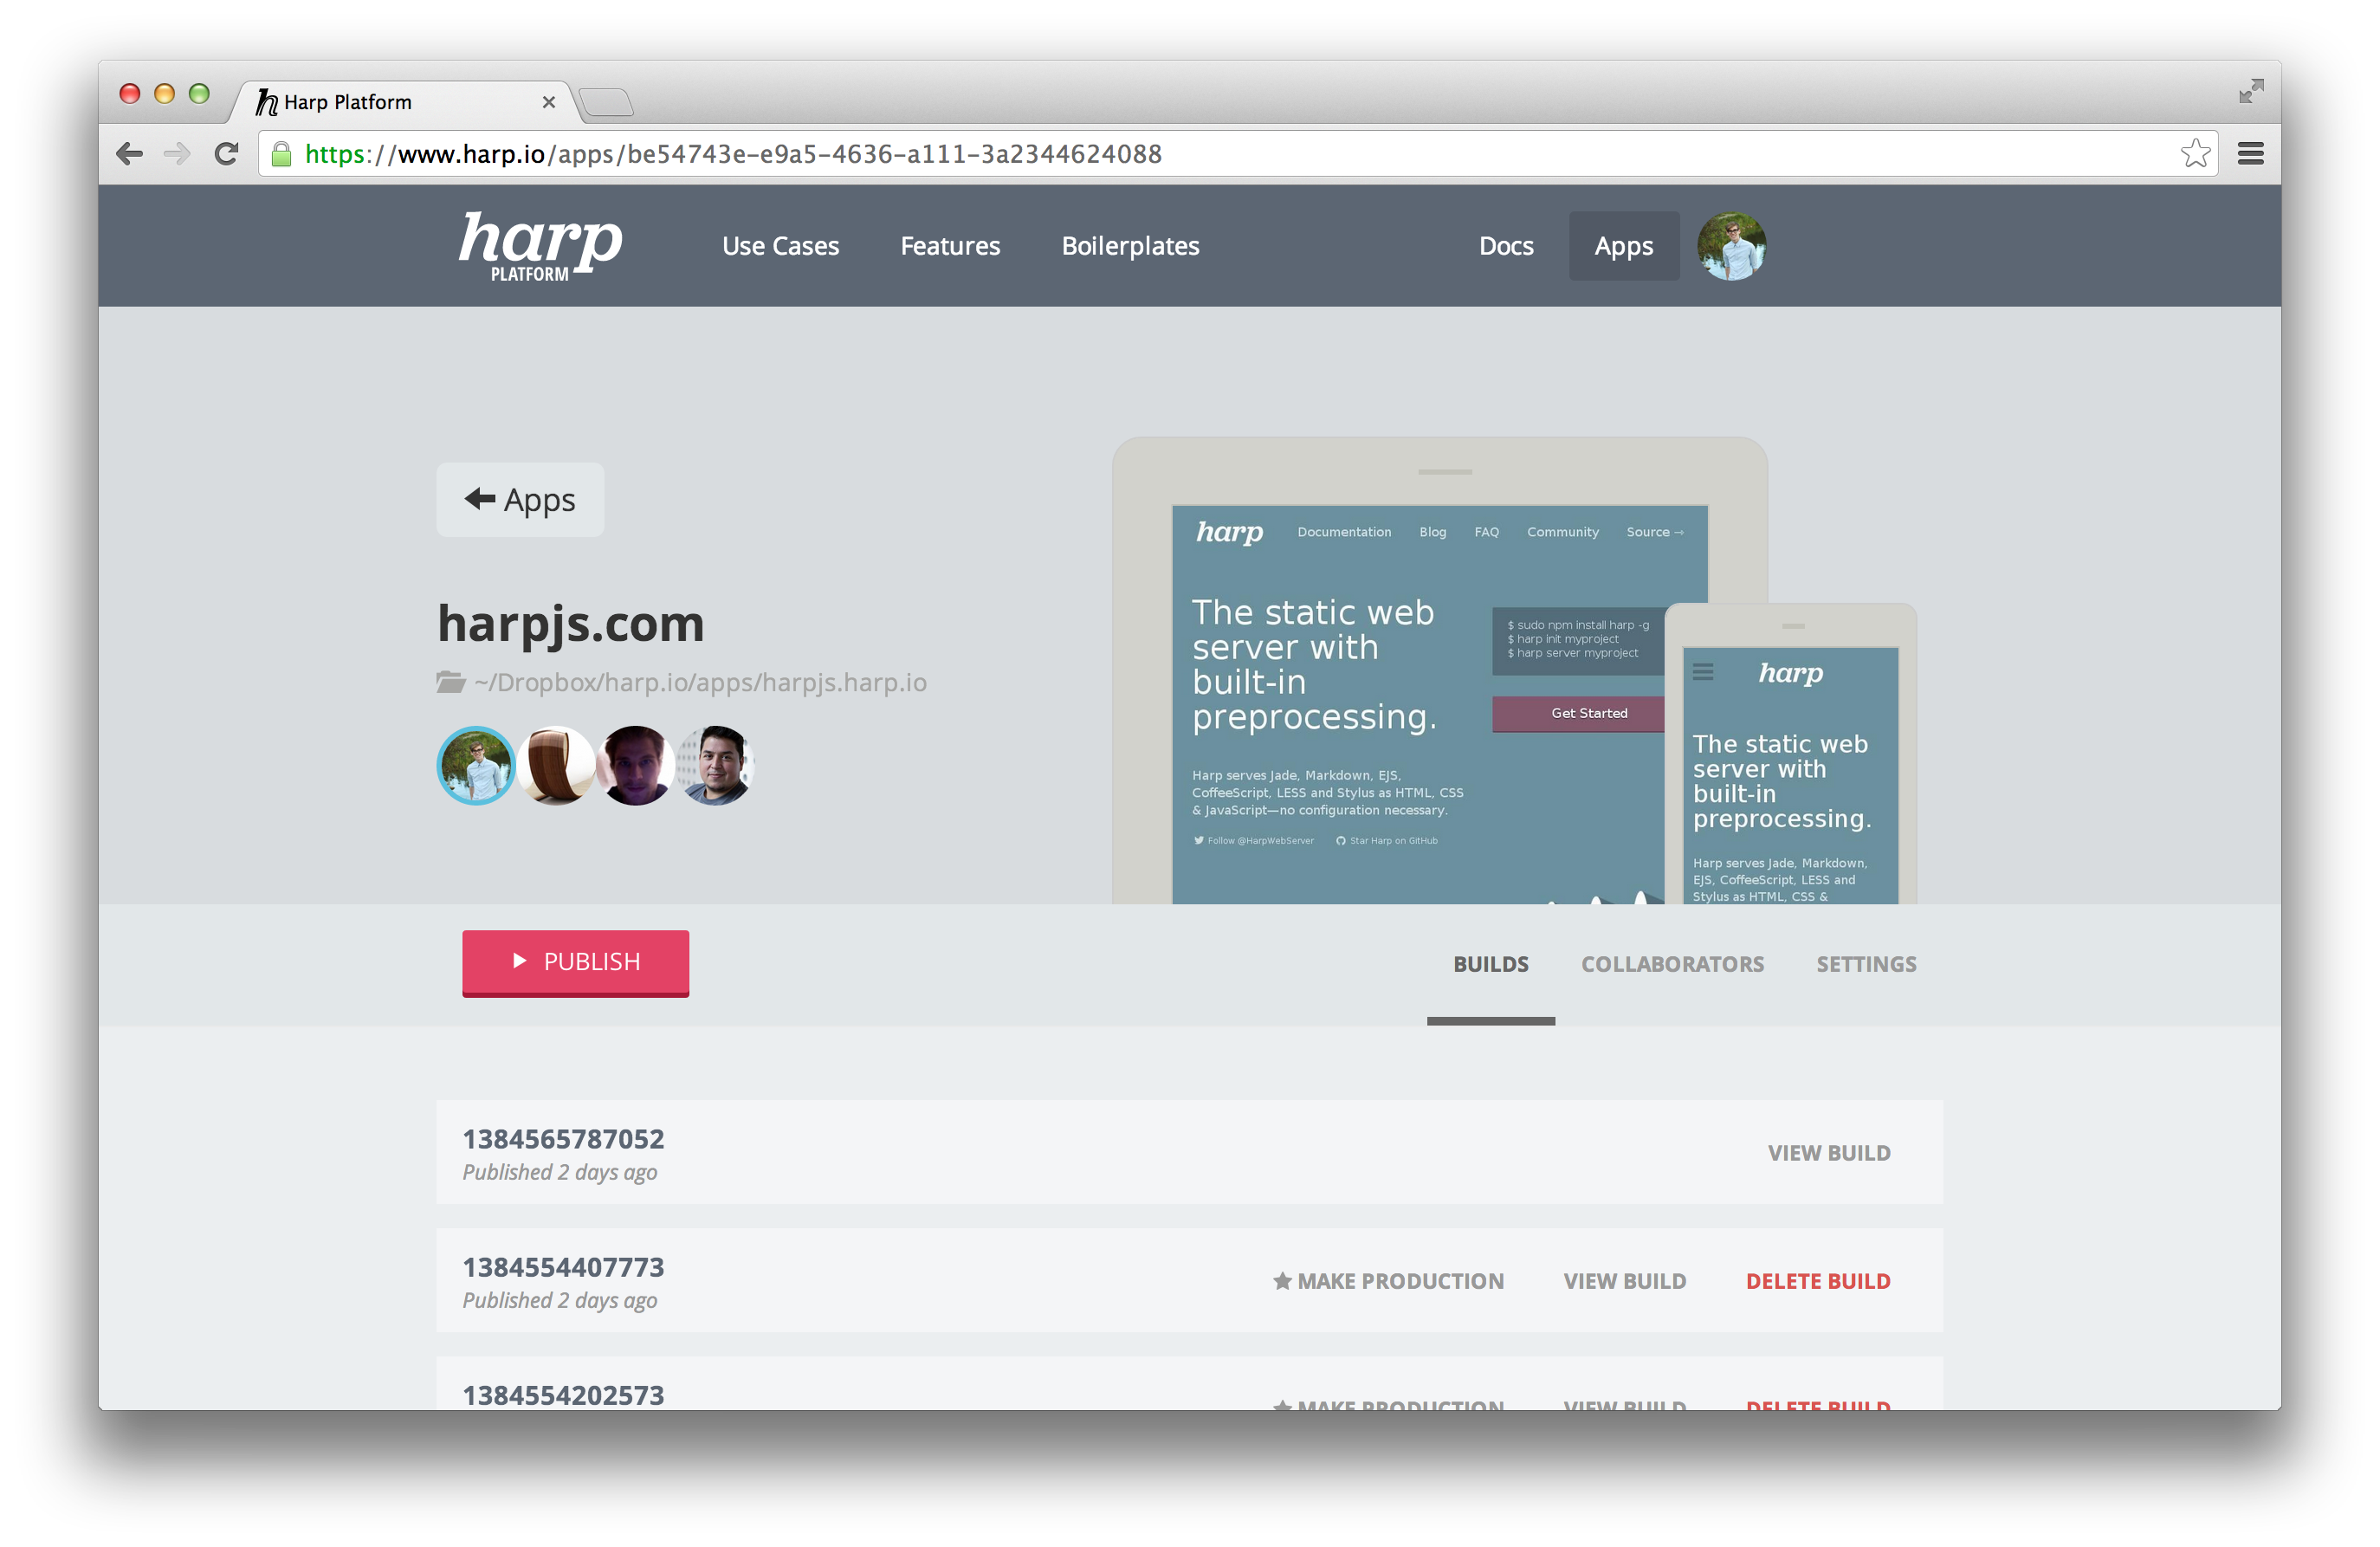 Harp Platform
https://www.harp.io/apps/be54743e-e9a5-4636-a111-3a2344624088
harp
PLATFORM
Use Cases
Features
Boilerplates
Docs
Apps
Apps
harpjs.com
~/Dropbox/harp.io/apps/harpjs.harp.io
harp
Documentation
Blog
FAQ
Community
Source →
The static web
server with
built-in
preprocessing.
$ sudo npm install harp -g
$ harp init myproject
$ harp server myproject
Get Started
Harp serves Jade, Markdown, EJS,
CoffeeScript, LESS and Stylus as HTML, CSS
& JavaScript—no configuration necessary.
Follow @HarpWebServer
Star Harp on GitHub
harp
The static web
server with
built-in
preprocessing.
Harp serves Jade, Markdown,
EJS, CoffeeScript, LESS and
Stylus as HTML, CSS &
PUBLISH
BUILDS
COLLABORATORS
SETTINGS
1384565787052
Published 2 days ago
VIEW BUILD
1384554407773
Published 2 days ago
MAKE PRODUCTION
VIEW BUILD
DELETE BUILD
1384554202573
MAKE PRODUCTION
VIEW BUILD
DELETE BUILD